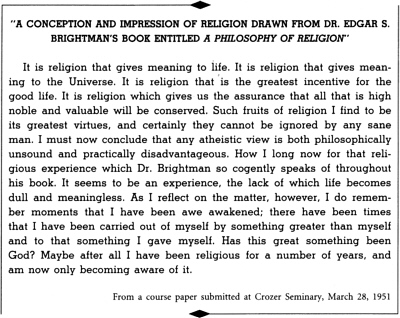 "A CONCEPTION AND IMPRESSION OF RELIGION DRAWN FROM DR. EDGAR S.
BRIGHTMAN'S BOOK ENTITLED A PHILOSOPHY OF RELIGION"
It is religion that gives meaning to life. It is religion that gives mean-
ing to the Universe. It is religion that is the greatest incentive for the
good life. It is religion which gives us the assurance that all that is high
noble and valuable will be conserved. Such fruits of religion I find to be
its greatest virtues, and certainly they cannot be ignored by any sane
man. I must now conclude that any atheistic view is both philosophically
unsound and practically disadvantageous. How I long now for that reli-
gious experience which Dr. Brightman so cogently speaks of throughout
his book. It seems to be an experience, the lack of which life becomes
dull and meaningless. As I reflect on the matter, however, I do remem-
ber moments that I have been awe awakened; there have been times
that I have been carried out of myself by something greater than myself
and to that something I gave myself. Has this great something been
God? Maybe after all I have been religious for a number of years, and
am now only becoming aware of it.
From a course paper submitted at Crozer Seminary, March 28, 1951